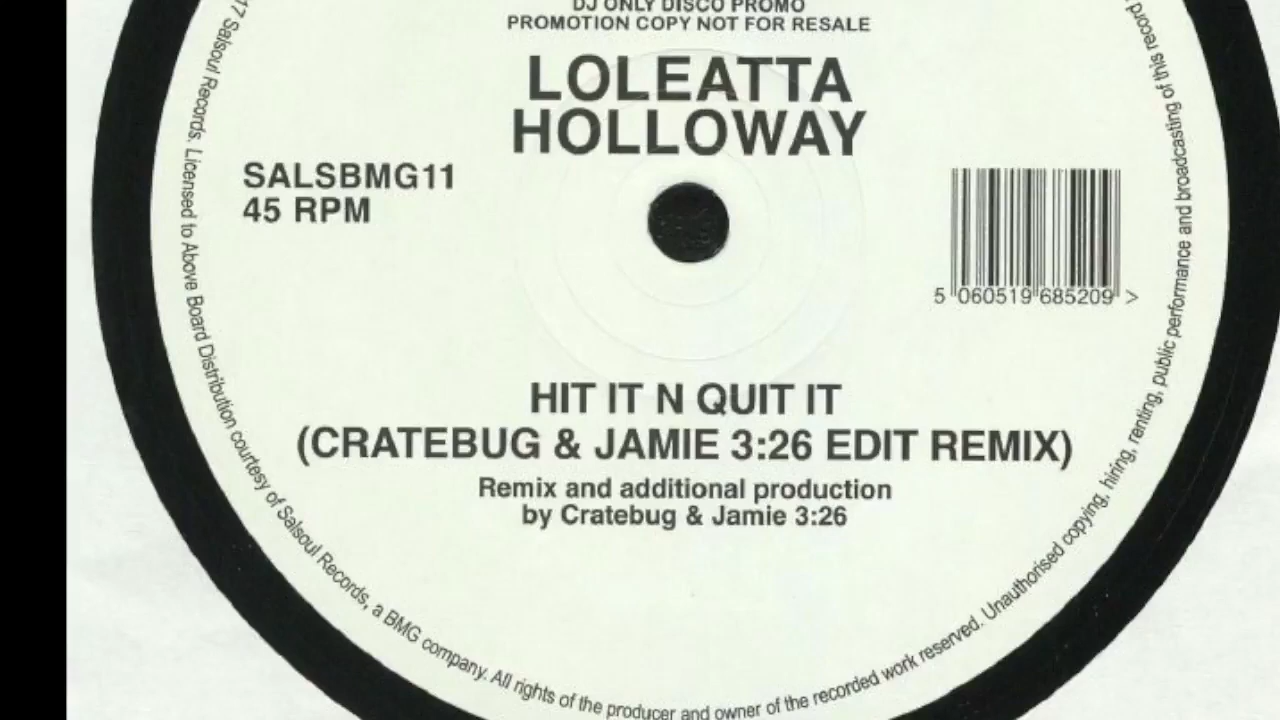 DJ ONLY DISCO PROMO
PROMOTION COPY NOT FOR RESALE
LOLEATTA
HOLLOWAY
SALSBMG11
45 RPM
5 060519 685209 >
HIT IT N QUIT IT
(CRATEBUG & JAMIE 3:26 EDIT REMIX)
Remix and additional production
by Cratebug & Jamie 3:26
17 Salsoul Records. Licensed to Above Board Distribution courtesy of Salsoul Records, a BMG company. All rights of the producer and owner of the recorded work reserved. Unauthorised copying, hiring, renting, public performance and broadcasting of this record